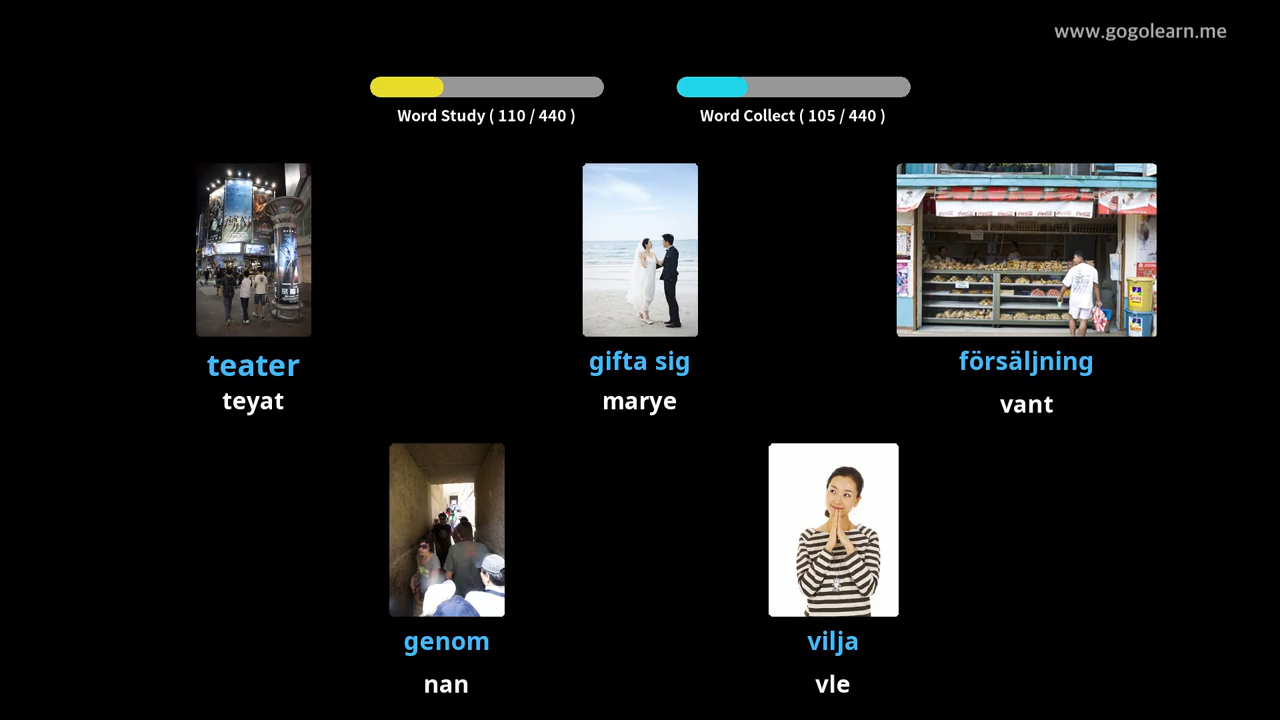 www.gogolearn.me
Word Study ( 110 / 440 )
Word Collect ( 105 / 440 )
teater
teyat
gifta sig
marye
försäljning
vant
genom
nan
vilja
vle